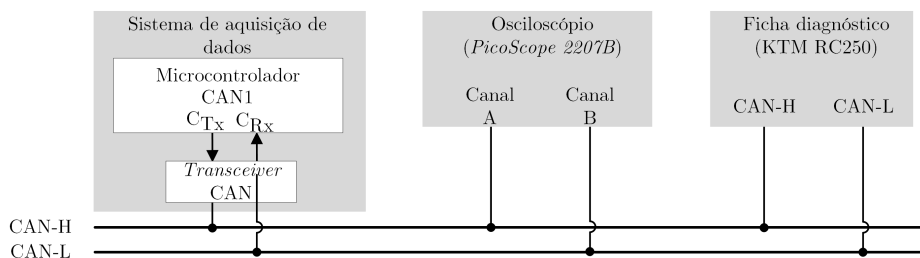 Sistema de aquisição de
dados
Microcontrolador
CAN1
CTx CRx
Transceiver
CAN
Osciloscópio
(PicoScope 2207B)
Canal
A
Canal
B
Ficha diagnóstico
(KTM RC250)
CAN-H CAN-L
CAN-H
CAN-L